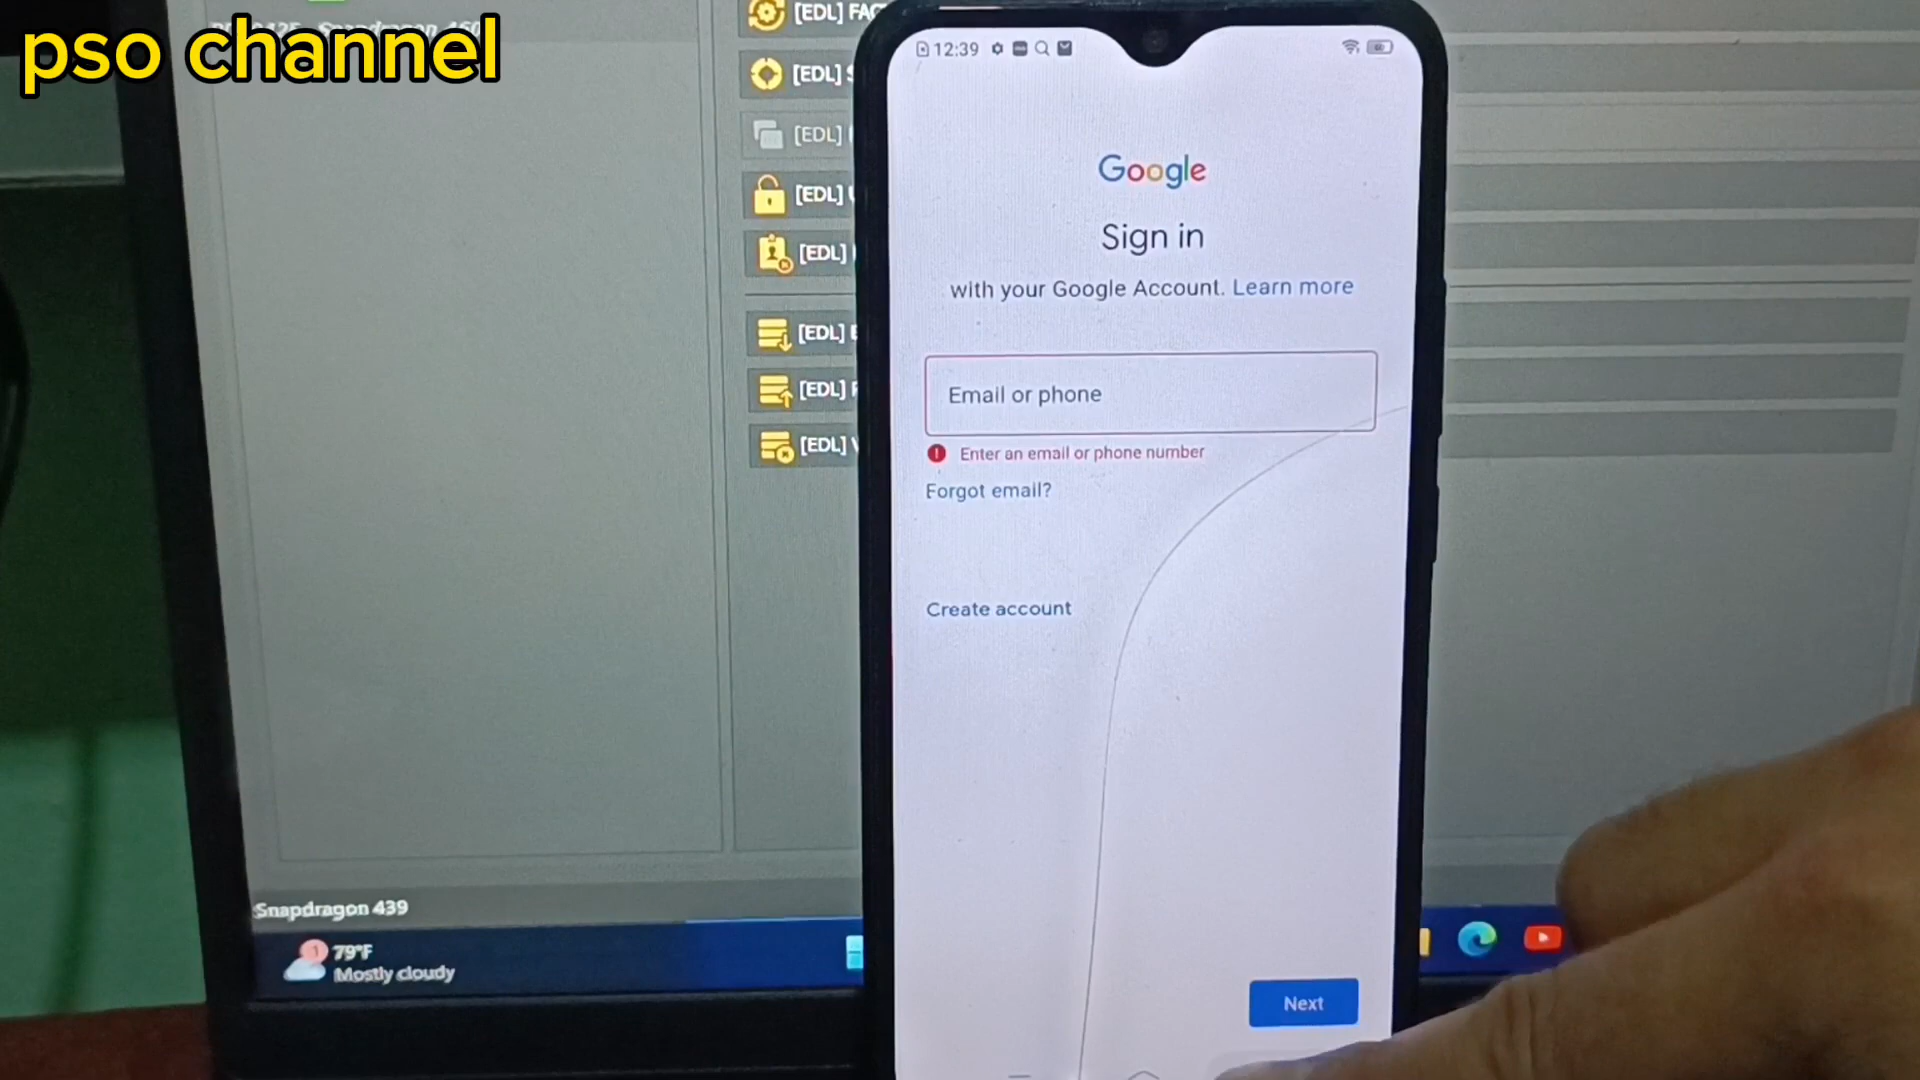 pso channel
[EDL]
[EDL]
[EDL]
[EDL]
[EDL]
[EDL]
[EDL]
[EDL]
12:39
Google
Sign in
with your Google Account. Learn more
Email or phone
Enter an email or phone number
Forgot email?
Create account
Next
Snapdragon 439
79°F
Mostly cloudy